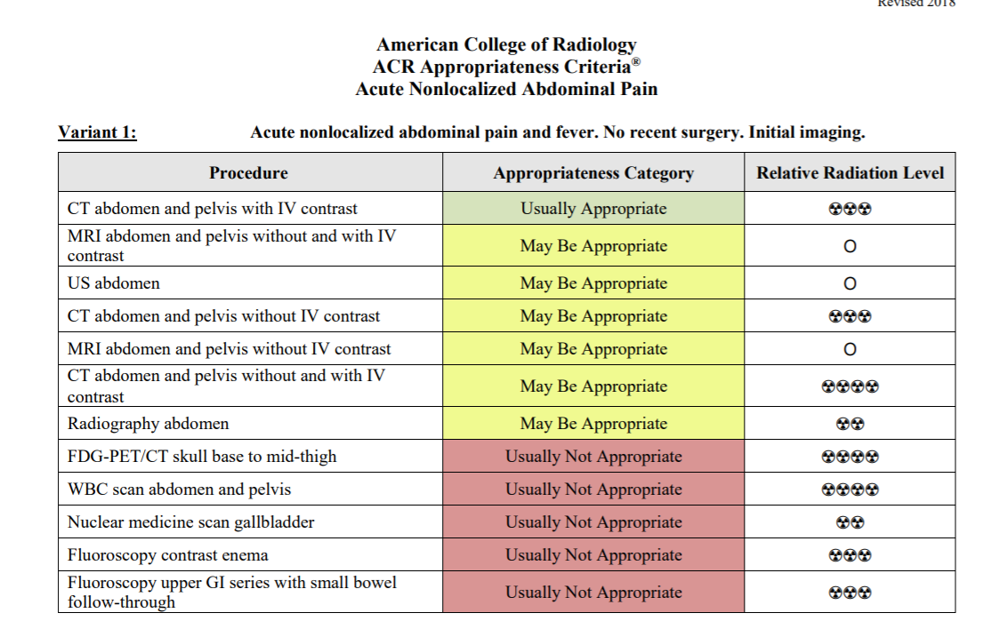 Revised 2018
American College of Radiology
ACR Appropriateness Criteria®
Acute Nonlocalized Abdominal Pain
Variant 1: Acute nonlocalized abdominal pain and fever. No recent surgery. Initial imaging.
Procedure Appropriateness Category Relative Radiation Level
CT abdomen and pelvis with IV contrast Usually Appropriate ☢☢☢
MRI abdomen and pelvis without and with IV
contrast May Be Appropriate O
US abdomen May Be Appropriate O
CT abdomen and pelvis without IV contrast May Be Appropriate ☢☢☢
MRI abdomen and pelvis without IV contrast May Be Appropriate O
CT abdomen and pelvis without and with IV
contrast May Be Appropriate ☢☢☢☢
Radiography abdomen May Be Appropriate ☢☢
FDG-PET/CT skull base to mid-thigh Usually Not Appropriate ☢☢☢☢
WBC scan abdomen and pelvis Usually Not Appropriate ☢☢☢☢
Nuclear medicine scan gallbladder Usually Not Appropriate ☢☢
Fluoroscopy contrast enema Usually Not Appropriate ☢☢☢
Fluoroscopy upper GI series with small bowel
follow-through Usually Not Appropriate ☢☢☢